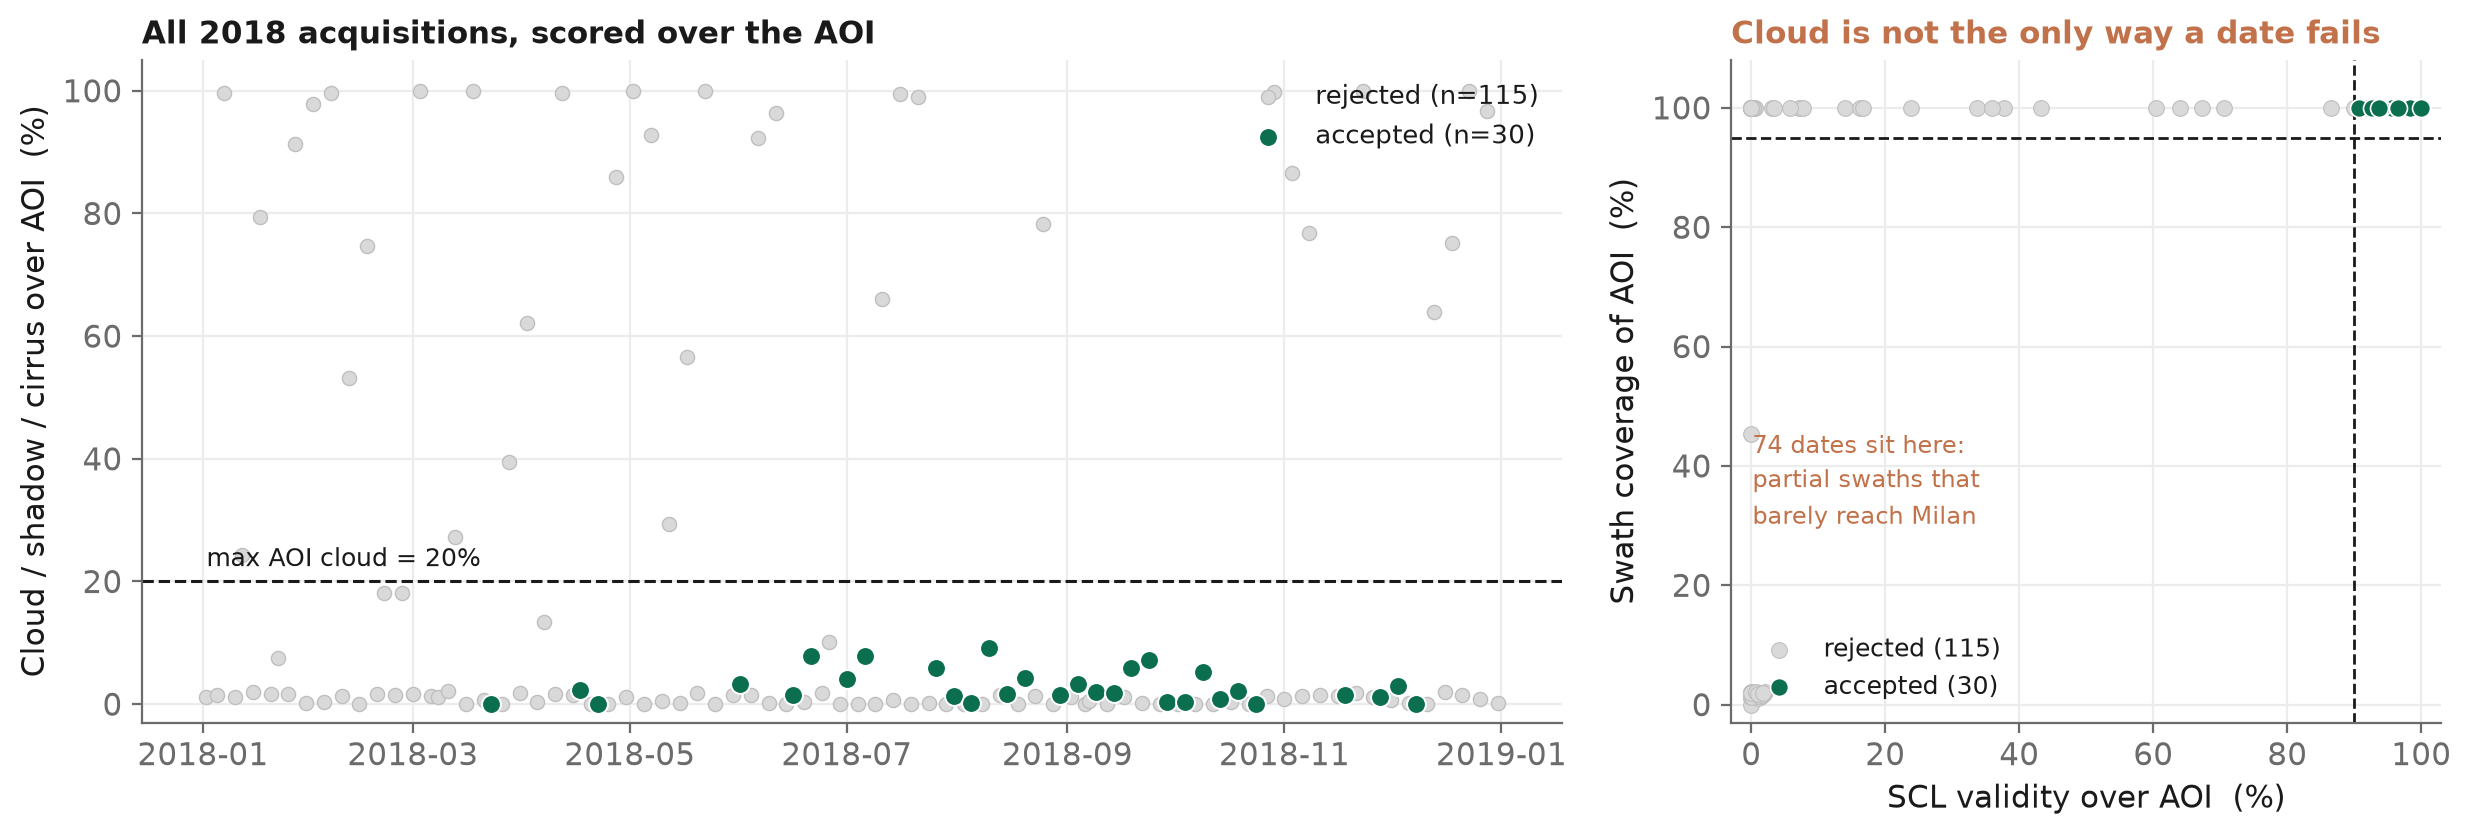 All 2018 acquisitions, scored over the AOI
Cloud / shadow / cirrus over AOI (%)
100
80
60
40
20
0
rejected (n=115)
accepted (n=30)
max AOI cloud = 20%
2018-01
2018-03
2018-05
2018-07
2018-09
2018-11
2019-01
Cloud is not the only way a date fails
Swath coverage of AOI (%)
100
80
60
40
20
0
74 dates sit here:
partial swaths that
barely reach Milan
rejected (115)
accepted (30)
0
20
40
60
80
100
SCL validity over AOI (%)